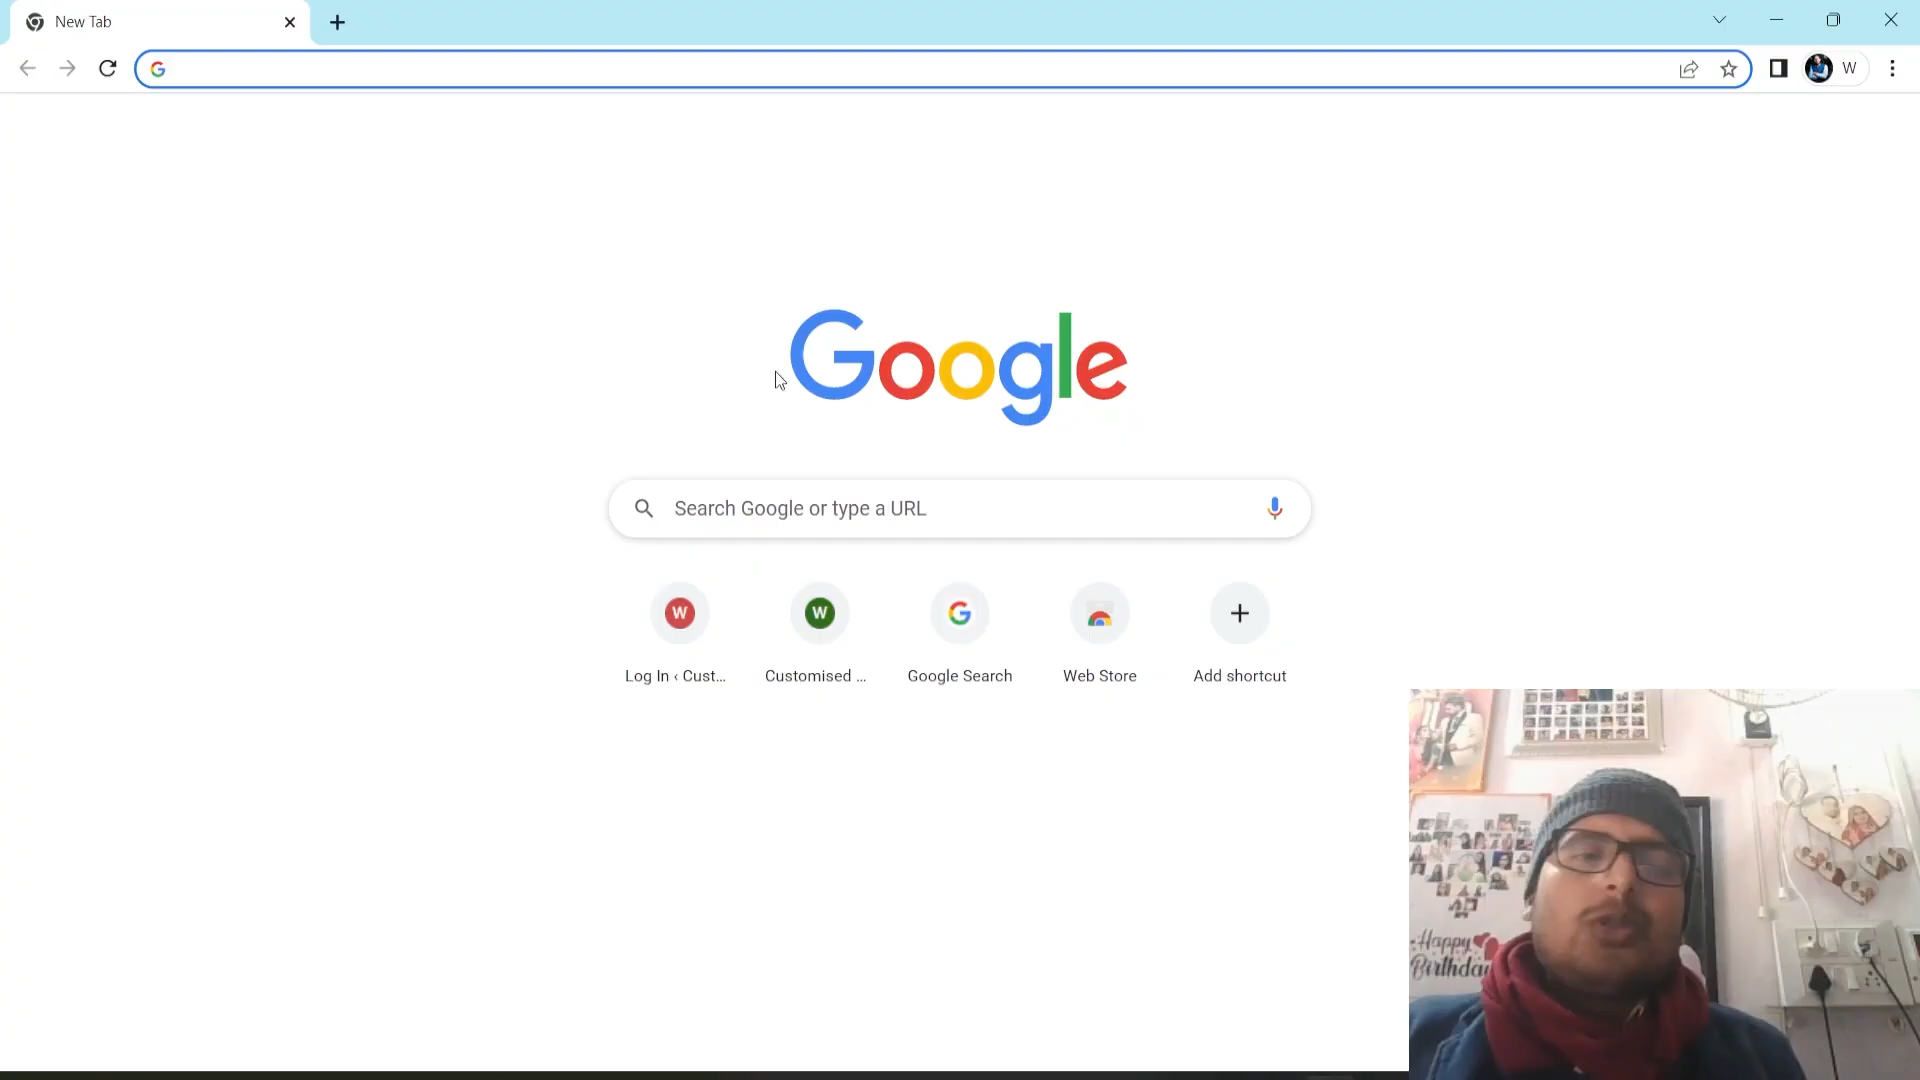 New Tab
W
Google
Search Google or type a URL
W
W
Log In ‹ Cust...
Customised ...
Google Search
Web Store
Add shortcut
Happy
Birthda